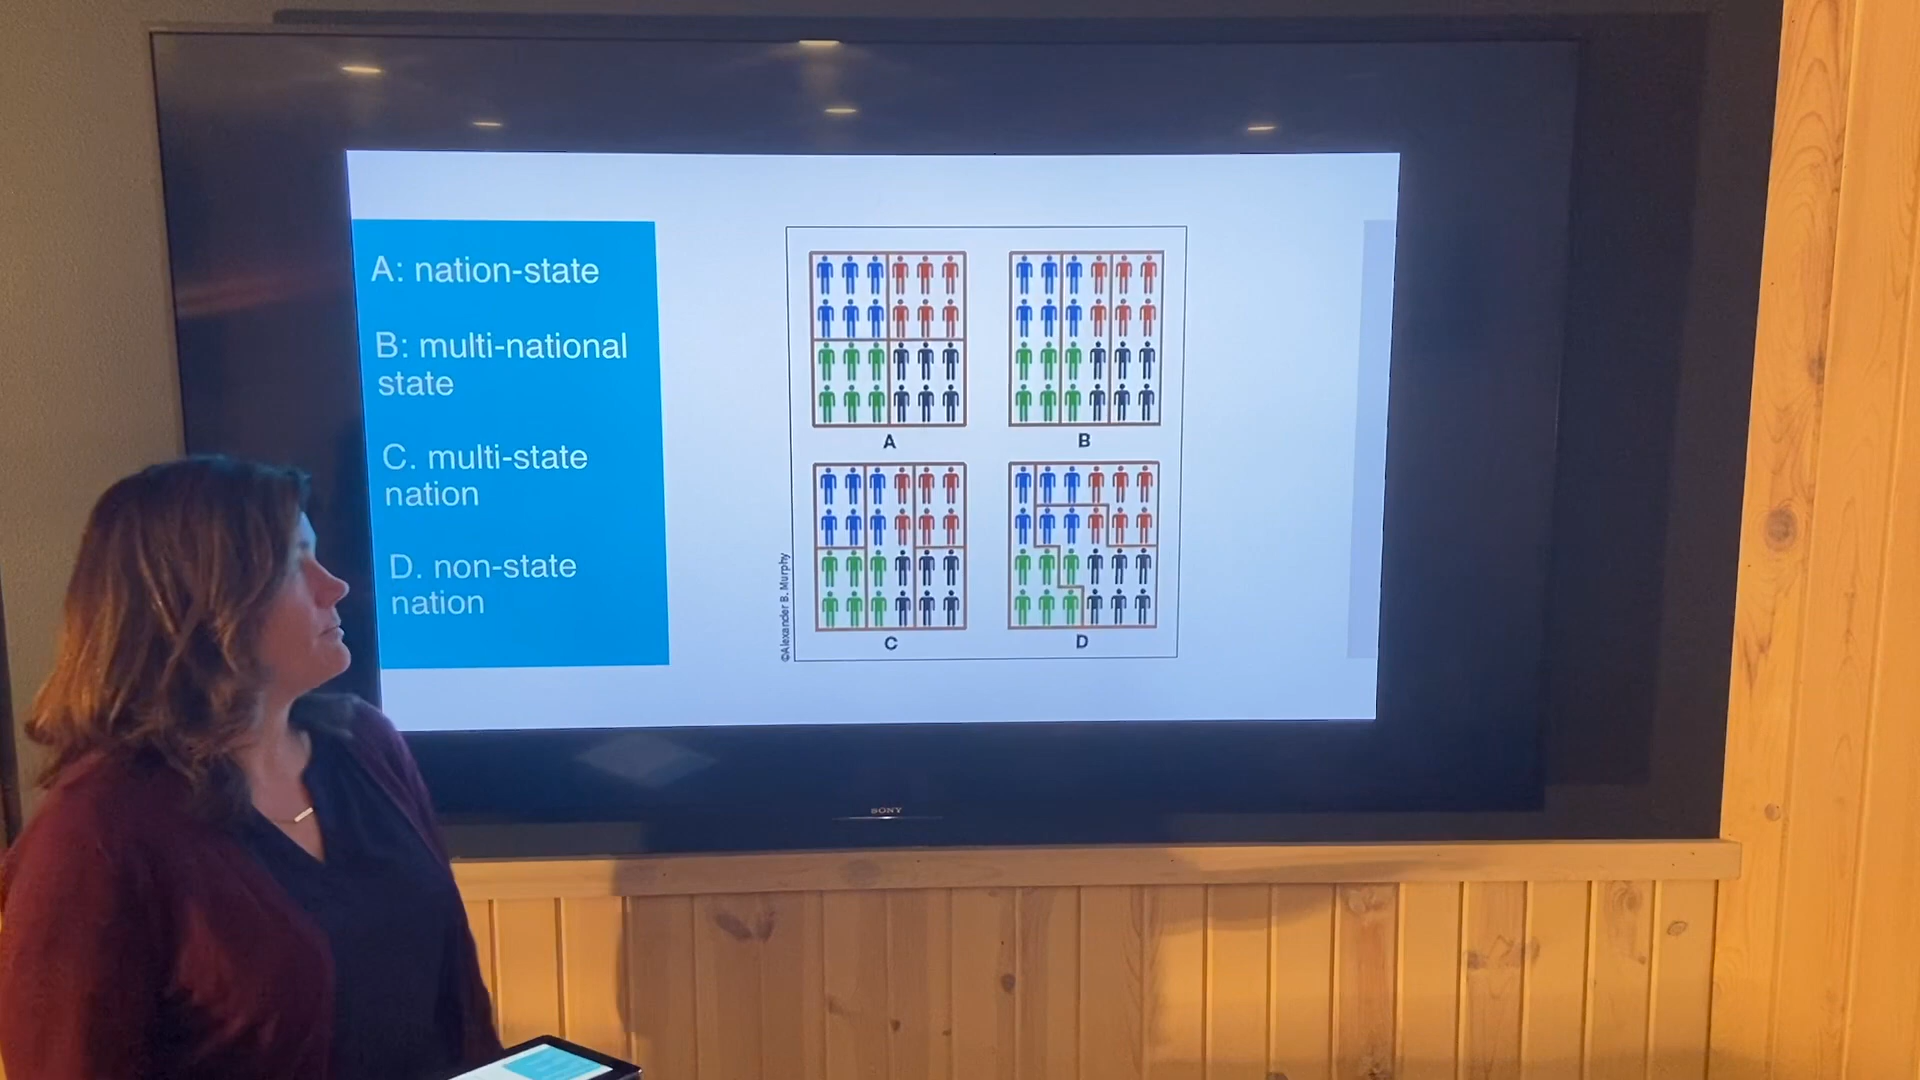 A: nation-state
B: multi-national
state
C. multi-state
nation
D. non-state
nation
A
B
C
D
©Alexander B. Murphy
SONY